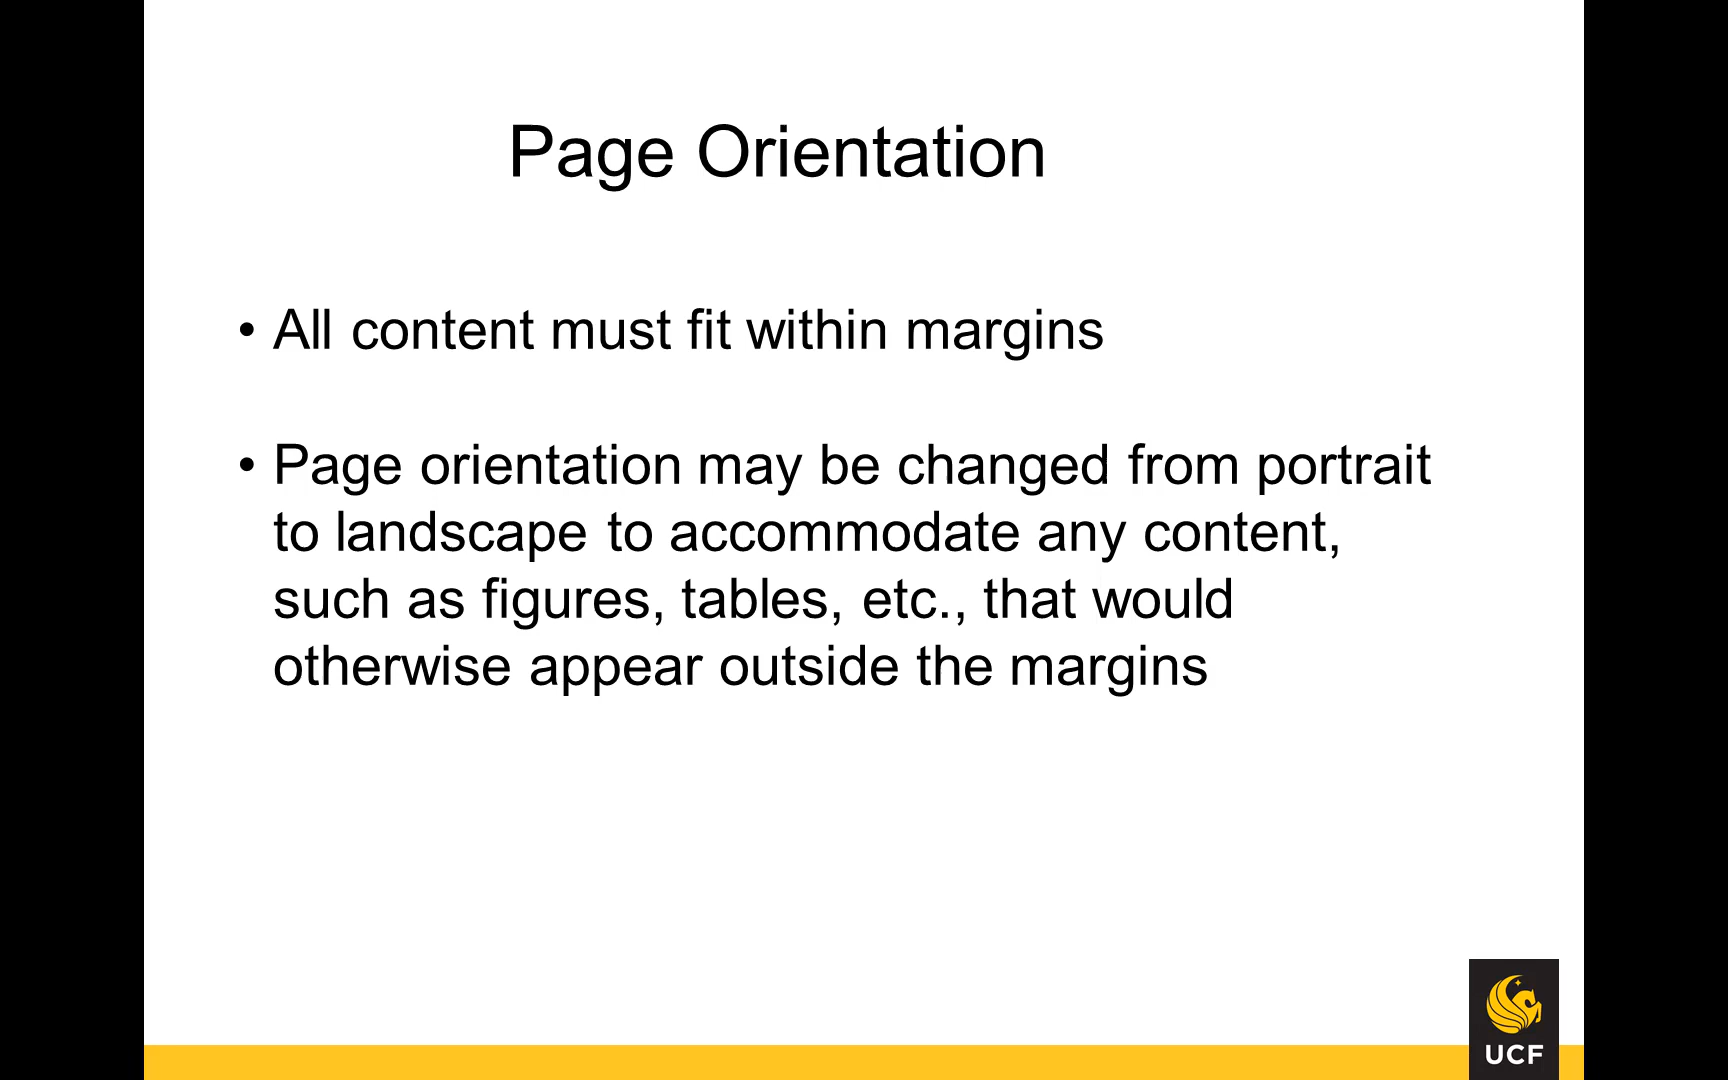 Page Orientation
• All content must fit within margins
• Page orientation may be changed from portrait
to landscape to accommodate any content,
such as figures, tables, etc., that would
otherwise appear outside the margins
UCF